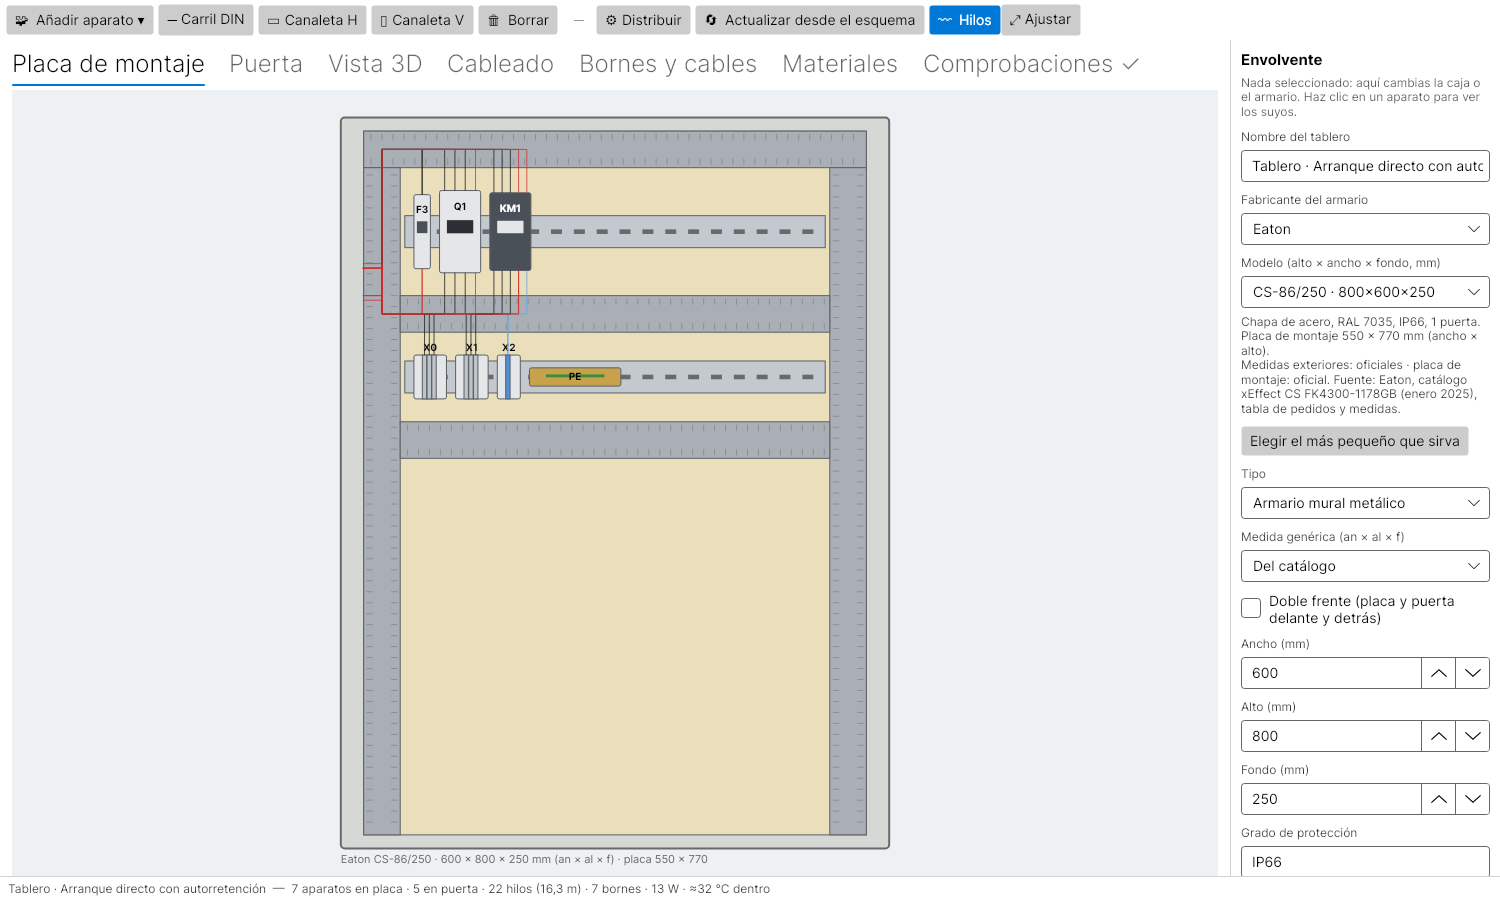 Añadir aparato ▾
Carril DIN
Canaleta H
Canaleta V
Borrar
Distribuir
Actualizar desde el esquema
Hilos
Ajustar
Placa de montaje
Puerta
Vista 3D
Cableado
Bornes y cables
Materiales
Comprobaciones ✓
F3
Q1
KM1
X0
X1
X2
PE
Eaton CS-86/250 · 600 × 800 × 250 mm (an × al × f) · placa 550 × 770
Envolvente
Nada seleccionado: aquí cambias la caja o
el armario. Haz clic en un aparato para ver
los suyos.
Nombre del tablero
Tablero · Arranque directo con auto
Fabricante del armario
Eaton
Modelo (alto × ancho × fondo, mm)
CS-86/250 · 800×600×250
Chapa de acero, RAL 7035, IP66, 1 puerta.
Placa de montaje 550 × 770 mm (ancho ×
alto).
Medidas exteriores: oficiales · placa de
montaje: oficial. Fuente: Eaton, catálogo
xEffect CS FK4300-1178GB (enero 2025),
tabla de pedidos y medidas.
Elegir el más pequeño que sirva
Tipo
Armario mural metálico
Medida genérica (an × al × f)
Del catálogo
Doble frente (placa y puerta
delante y detrás)
Ancho (mm)
600
Alto (mm)
800
Fondo (mm)
250
Grado de protección
IP66
Tablero · Arranque directo con autorretención — 7 aparatos en placa · 5 en puerta · 22 hilos (16,3 m) · 7 bornes · 13 W · ≈32 °C dentro